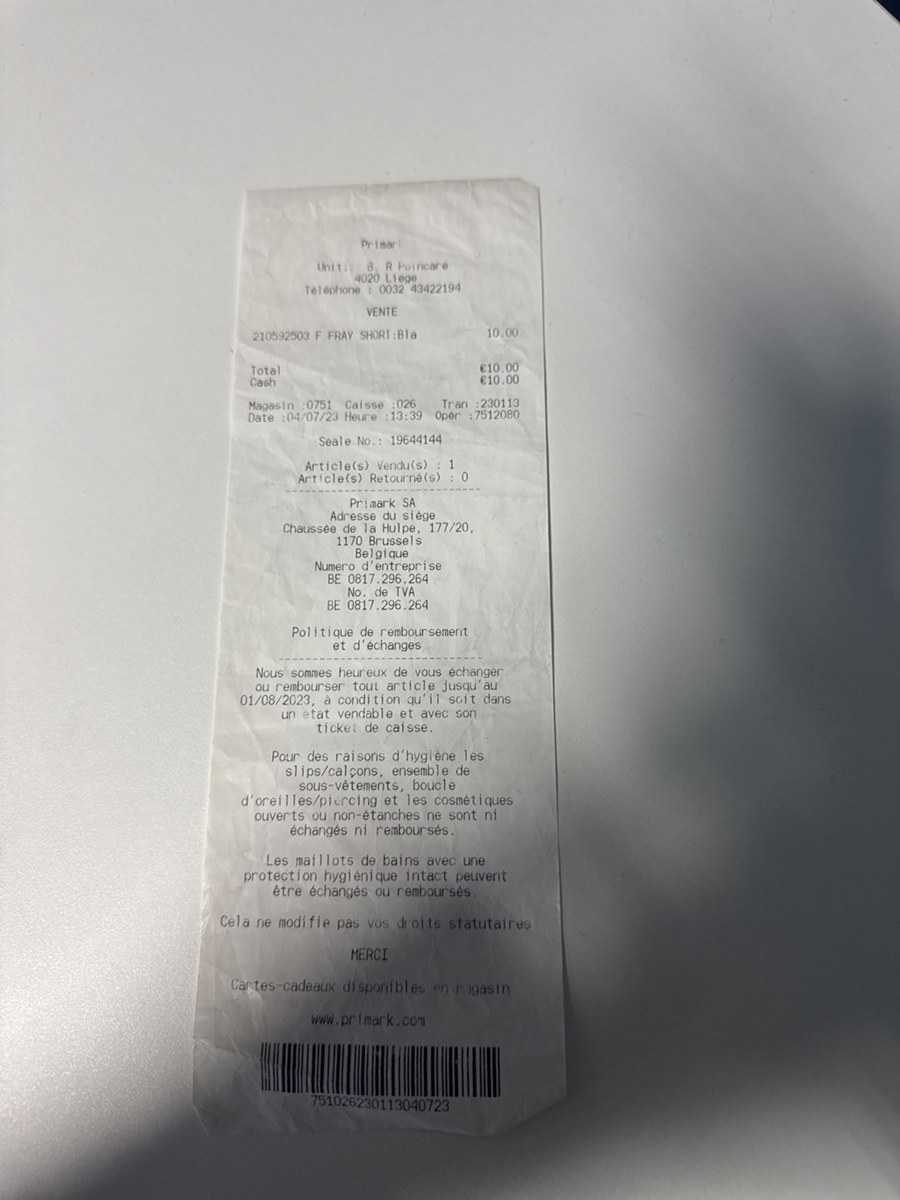 Primar
Unit: B. R Poincare
4020 Liege
Téléphone : 0032 43422194
VENTE
210592503 F FRAY SHORT:Bla 10.00
Total €10.00
Cash €10.00
Magasin :0751 Caisse :026 Tran :230113
Date :04/07/23 Heure :13:39 Opér :7512080
Seale No.: 19644144
Article(s) Vendu(s) : 1
Article(s) Retourné(s) : 0
Primark SA
Adresse du siège
Chaussée de la Hulpe, 177/20,
1170 Brussels
Belgique
Numero d'entreprise
BE 0817.296.264
No. de TVA
BE 0817.296.264
Politique de remboursement
et d'échanges
Nous sommes heureux de vous échanger
ou rembourser tout article jusqu'au
01/08/2023, à condition qu'il soit dans
un état vendable et avec son
ticket de caisse.
Pour des raisons d'hygiène les
slips/calçons, ensemble de
sous-vêtements, boucle
d'oreilles/piercing et les cosmétiques
ouverts ou non-étanches ne sont ni
échangés ni remboursés.
Les maillots de bains avec une
protection hygiénique intact peuvent
être échangés ou remboursés.
Cela ne modifie pas vos droits statutaires
MERCI
Cartes-cadeaux disponibles en magasin
www.primark.com
751026230113040723